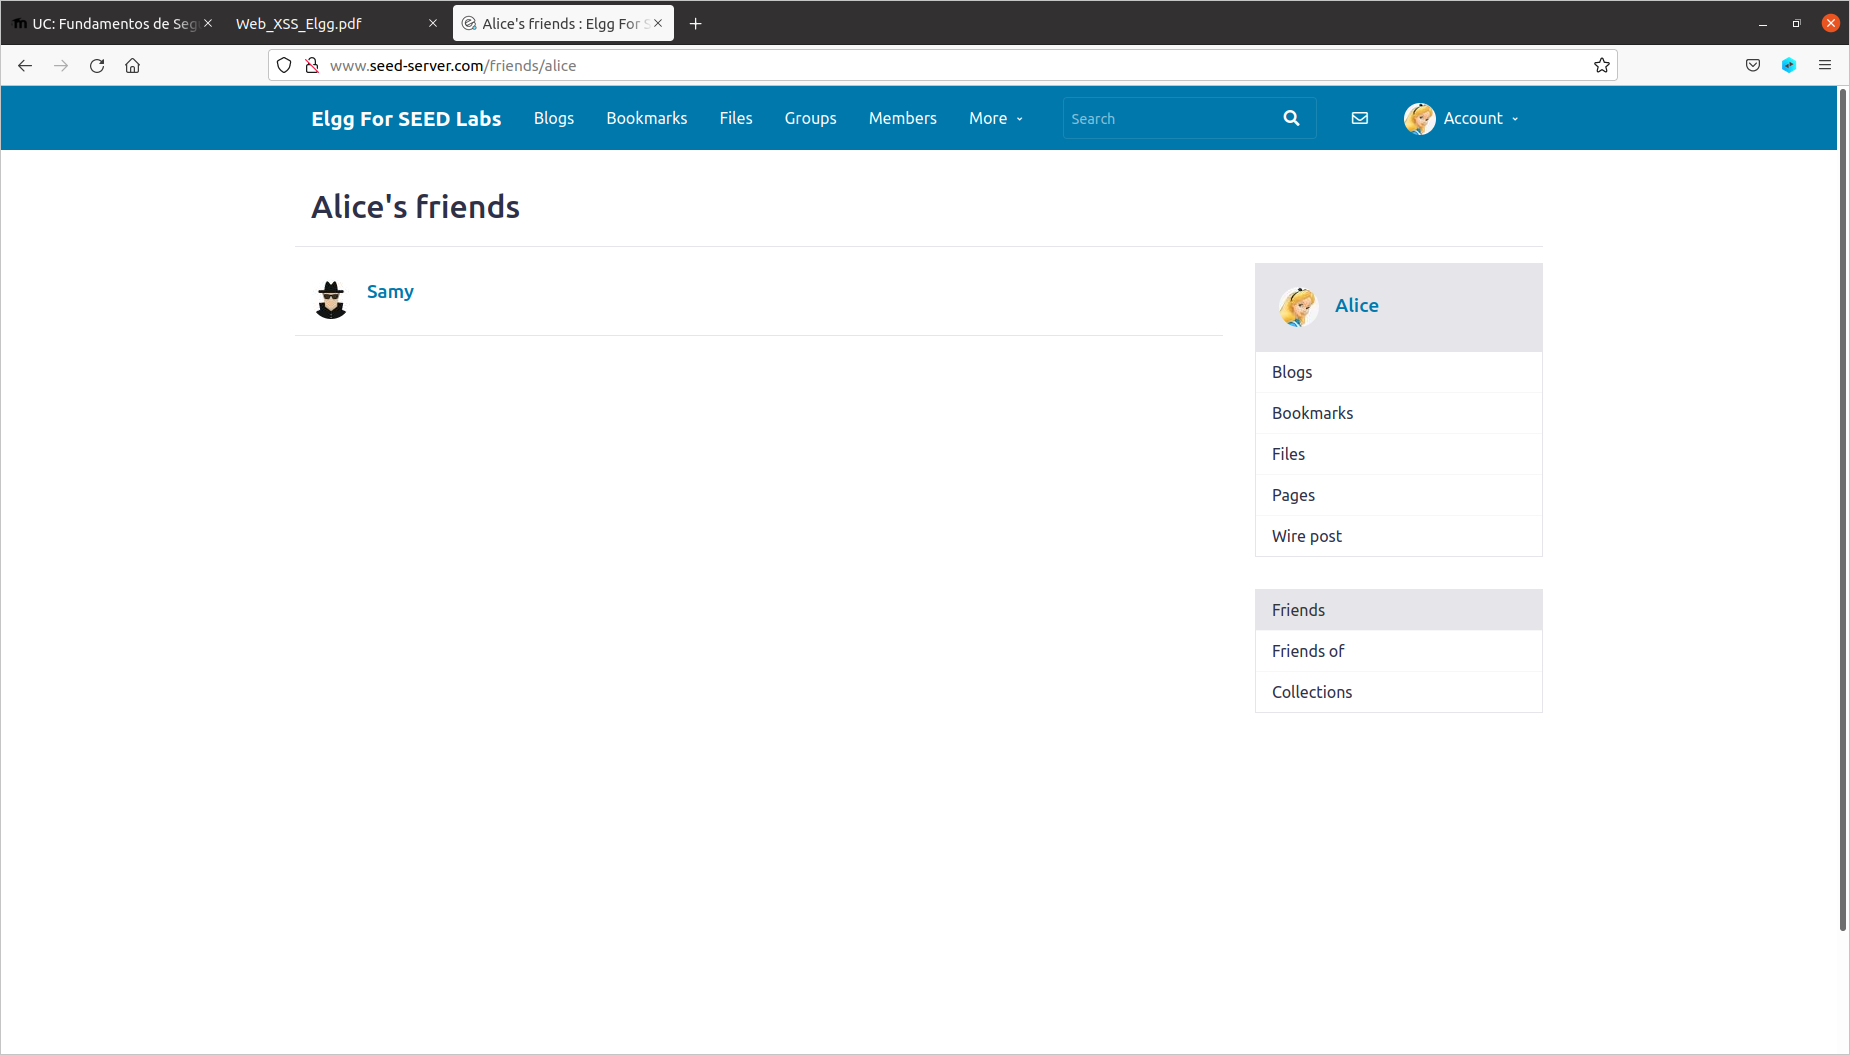 UC: Fundamentos de Seg
Web_XSS_Elgg.pdf
Alice's friends : Elgg For S
www.seed-server.com/friends/alice
Elgg For SEED Labs Blogs Bookmarks Files Groups Members More Search Account
Alice's friends
Samy
Alice
Blogs
Bookmarks
Files
Pages
Wire post
Friends
Friends of
Collections